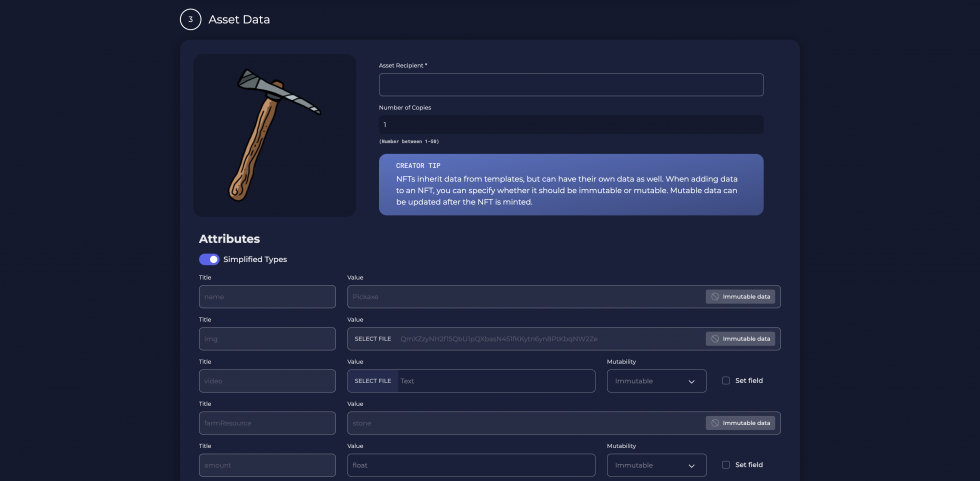 3 Asset Data
Asset Recipient *
Number of Copies
1
(Number between 1-50)
CREATOR TIP
NFTs inherit data from templates, but can have their own data as well. When adding data
to an NFT, you can specify whether it should be immutable or mutable. Mutable data can
be updated after the NFT is minted.
Attributes
Simplified Types
Title Value
name Pickaxe Immutable data
Title Value
img SELECT FILE Immutable data
Title Value Mutability
video SELECT FILE Text Immutable Set field
Title Value
farmResource stone Immutable data
Title Value Mutability
amount float Immutable Set field